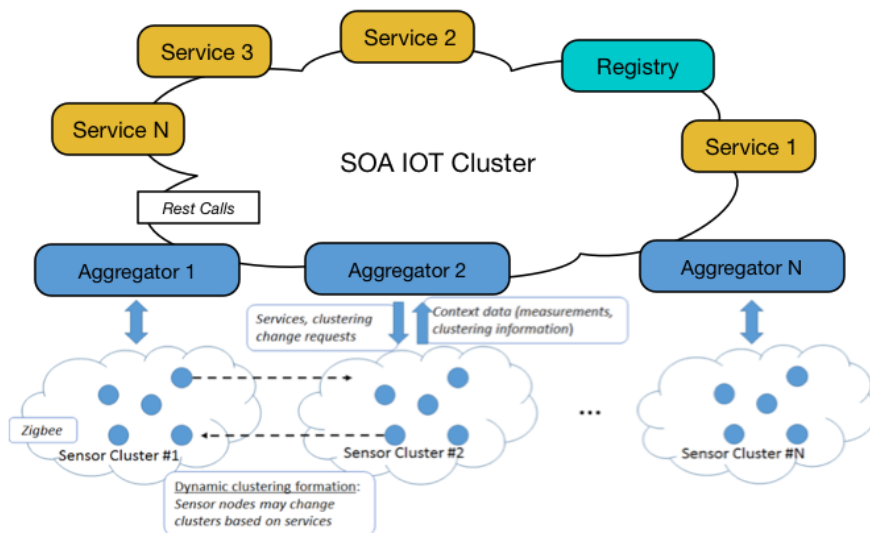 Service 2
Service 3
Registry
Service N
Service 1
SOA IOT Cluster
Rest Calls
Aggregator 1
Aggregator 2
Aggregator N
Services, clustering
change requests
Context data (measurements,
clustering information)
Zigbee
Sensor Cluster #1
Sensor Cluster #2
...
Sensor Cluster #N
Dynamic clustering formation:
Sensor nodes may change
clusters based on services